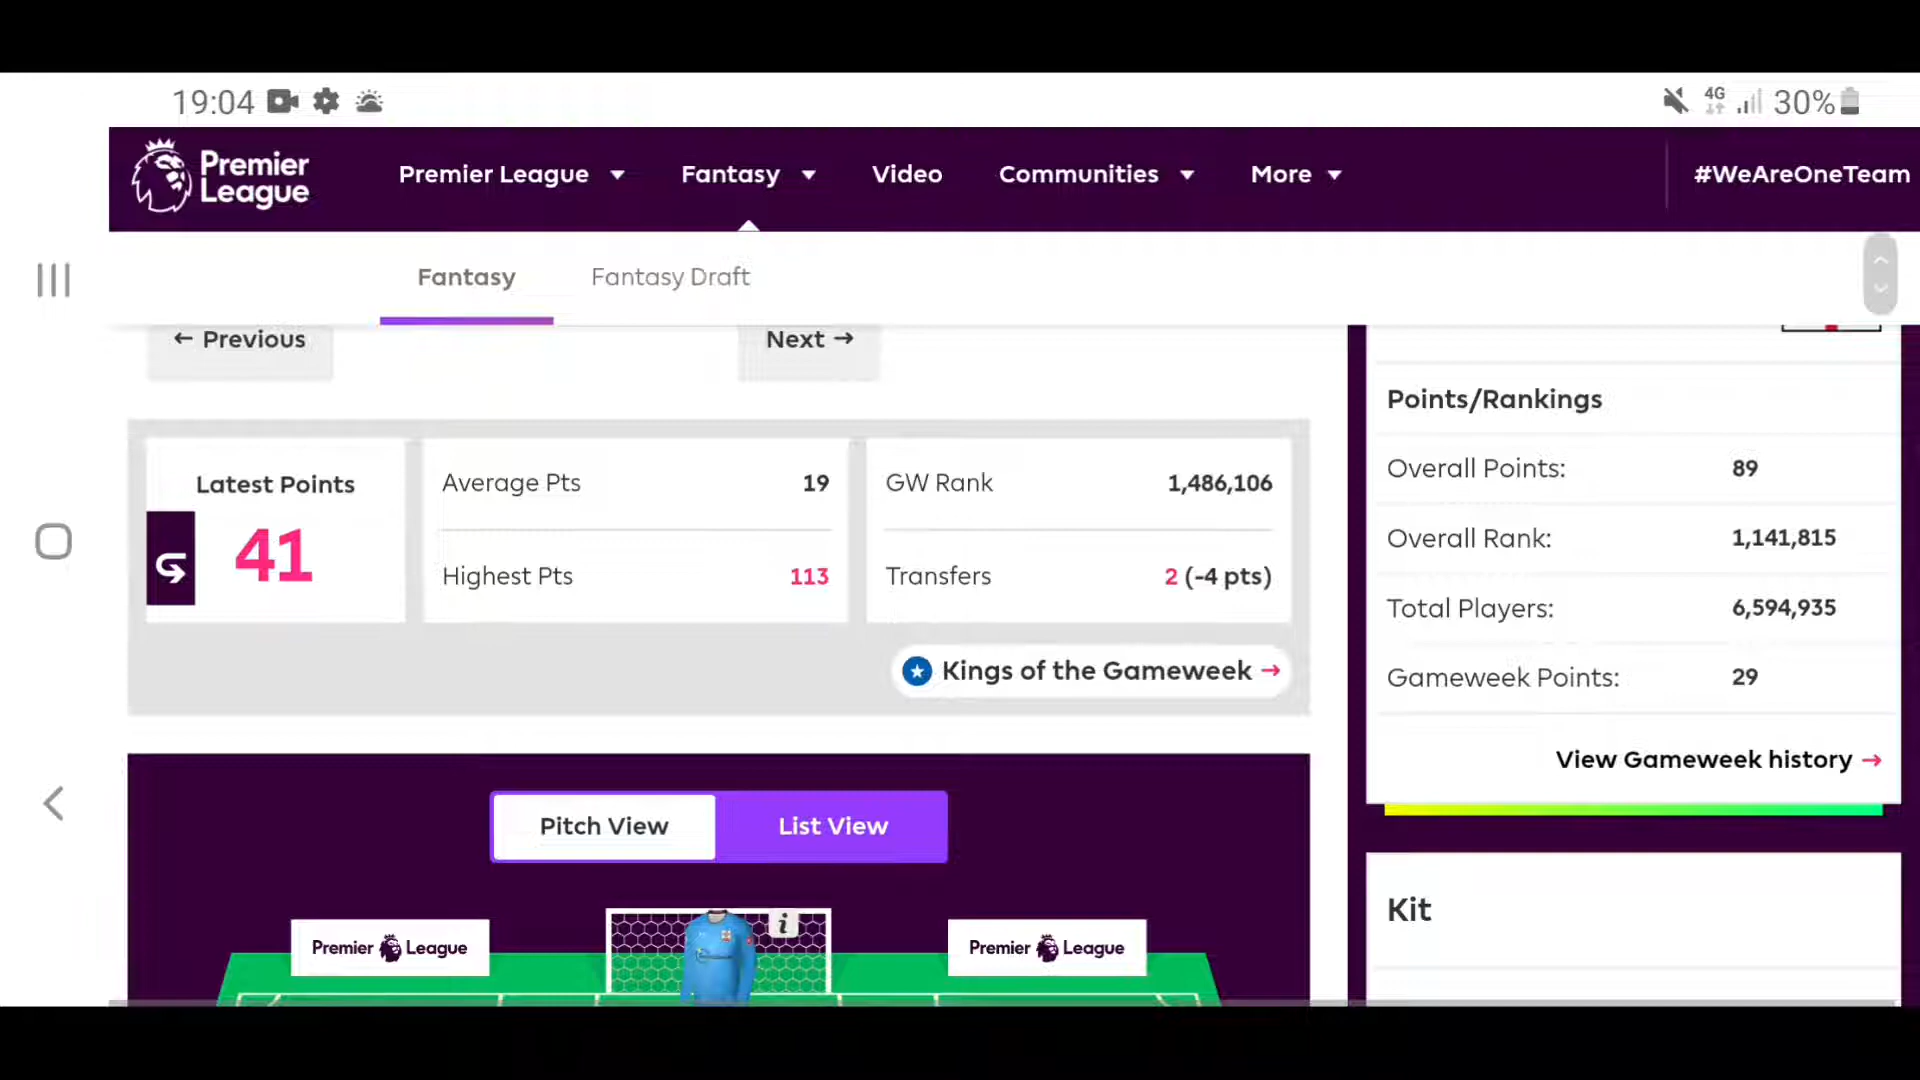 19:04
4G
30%
Premier League
Premier League
Fantasy
Video
Communities
More
#WeAreOneTeam
Fantasy
Fantasy Draft
← Previous
Next →
Latest Points
41
Average Pts 19
Highest Pts 113
GW Rank 1,486,106
Transfers 2 (-4 pts)
Kings of the Gameweek →
Points/Rankings
Overall Points: 89
Overall Rank: 1,141,815
Total Players: 6,594,935
Gameweek Points: 29
View Gameweek history →
Pitch View
List View
Premier League
i
Premier League
Kit